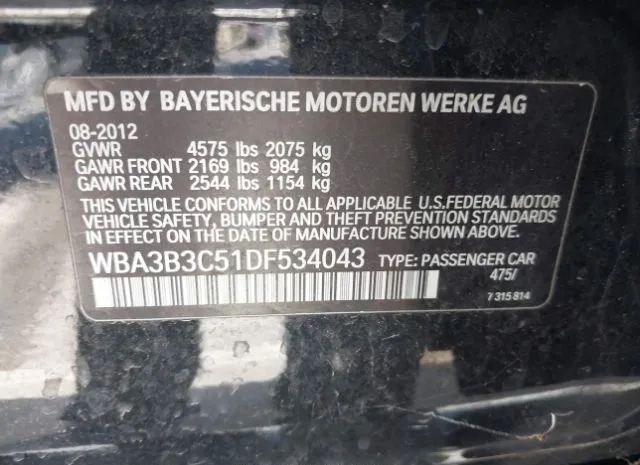 MFD BY BAYERISCHE MOTOREN WERKE AG
08-2012
GVWR 4575 lbs 2075 kg
GAWR FRONT 2169 lbs 984 kg
GAWR REAR 2544 lbs 1154 kg
THIS VEHICLE CONFORMS TO ALL APPLICABLE U.S.FEDERAL MOTOR
VEHICLE SAFETY, BUMPER AND THEFT PREVENTION STANDARDS
IN EFFECT ON THE DATE OF MANUFACTURE SHOWN ABOVE.
WBA3B3C51DF534043 TYPE: PASSENGER CAR
475/
7 315 814